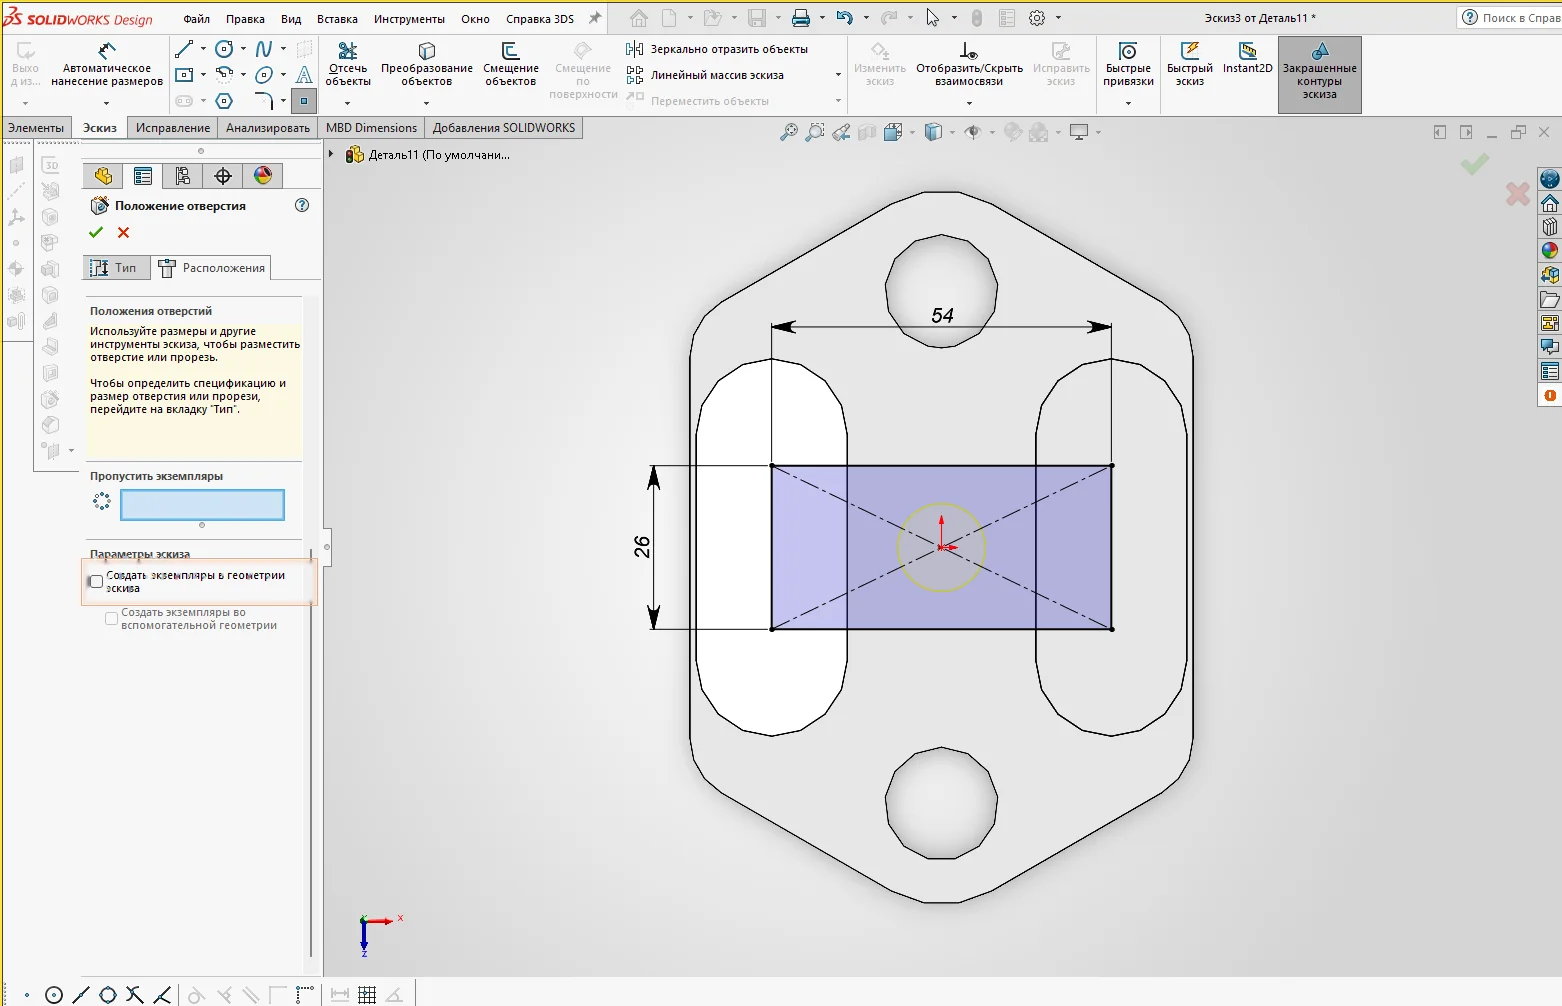 SOLIDWORKS Design
Файл Правка Вид Вставка Инструменты Окно Справка 3DS
Эскиз3 от Деталь11 *
Поиск в Справ
Выхо
д из...
Автоматическое
нанесение размеров
Отсечь
объекты
Преобразование
объектов
Смещение
объектов
Смещение
по
поверхности
Зеркально отразить объекты
Линейный массив эскиза
Переместить объекты
Изменить
эскиз
Отобразить/Скрыть
взаимосвязи
Исправить
эскиз
Быстрые
привязки
Быстрый
эскиз
Instant2D
Закрашенные
контуры
эскиза
Элементы Эскиз Исправление Анализировать MBD Dimensions Добавления SOLIDWORKS
Деталь11 (По умолчани...
Положение отверстия
Тип Расположения
Положения отверстий
Используйте размеры и другие
инструменты эскиза, чтобы разместить
отверстие или прорезь.
Чтобы определить спецификацию и
размер отверстия или прорези,
перейдите на вкладку "Тип".
Пропустить экземпляры
Параметры эскиза
Создать экземпляры в геометрии
эскиза
Создать экземпляры во
вспомогательной геометрии
54
26
X
Z